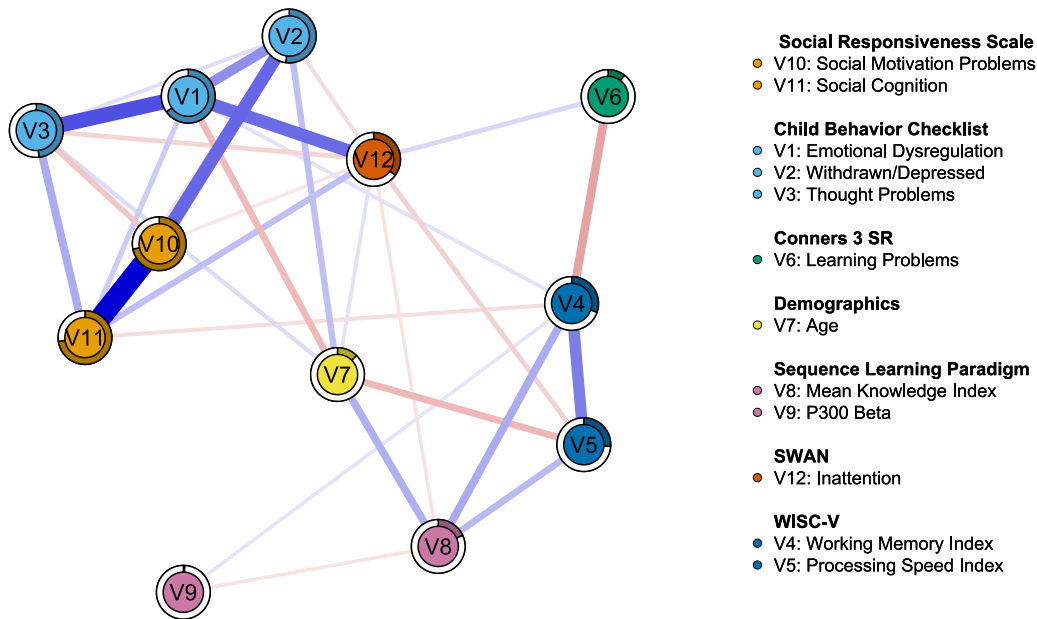 V2
V1
V6
V3
V12
V10
V4
V11
V7
V5
V8
V9
Social Responsiveness Scale
V10: Social Motivation Problems
V11: Social Cognition
Child Behavior Checklist
V1: Emotional Dysregulation
V2: Withdrawn/Depressed
V3: Thought Problems
Conners 3 SR
V6: Learning Problems
Demographics
V7: Age
Sequence Learning Paradigm
V8: Mean Knowledge Index
V9: P300 Beta
SWAN
V12: Inattention
WISC-V
V4: Working Memory Index
V5: Processing Speed Index